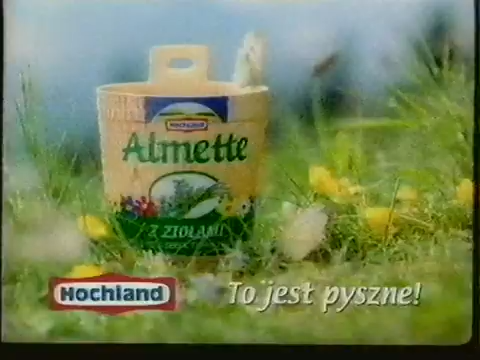 Hochland
Almette
Z ZIOŁAMI
Hochland
To jest pyszne!